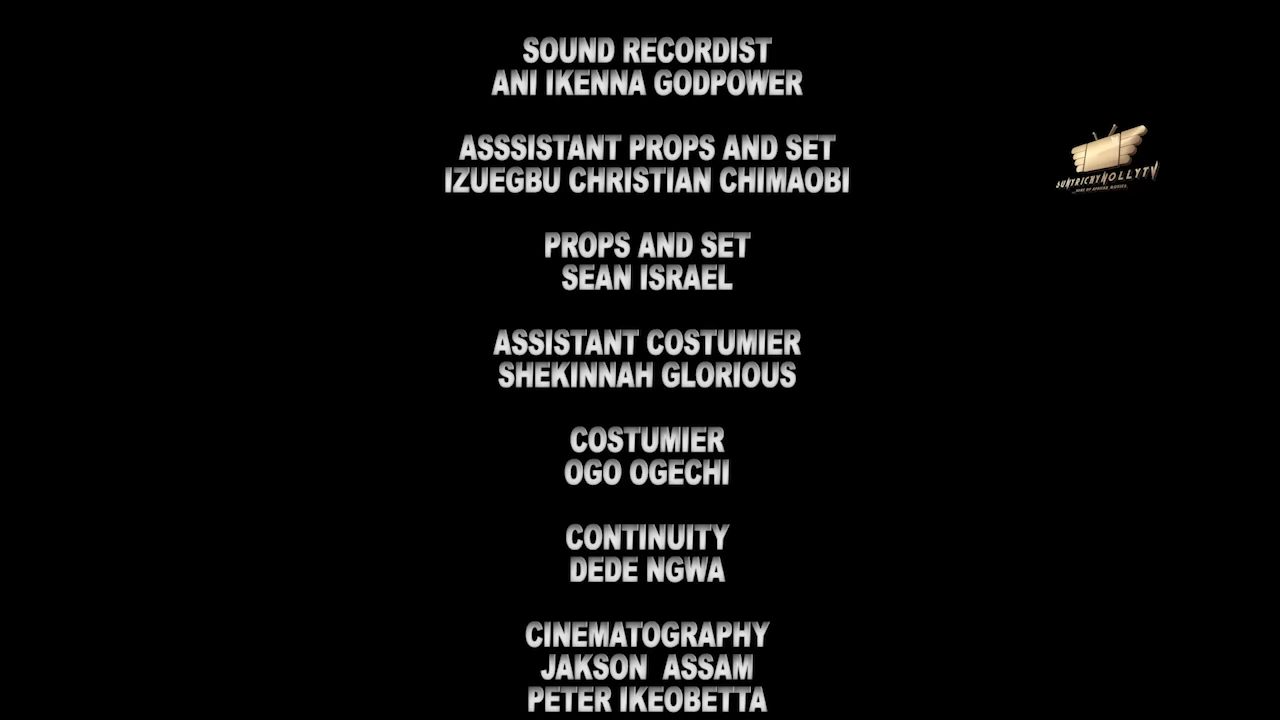 SOUND RECORDIST
ANI IKENNA GODPOWER
ASSSISTANT PROPS AND SET
IZUEGBU CHRISTIAN CHIMAOBI
PROPS AND SET
SEAN ISRAEL
ASSISTANT COSTUMIER
SHEKINNAH GLORIOUS
COSTUMIER
OGO OGECHI
CONTINUITY
DEDE NGWA
CINEMATOGRAPHY
JAKSON ASSAM
PETER IKEOBETTA